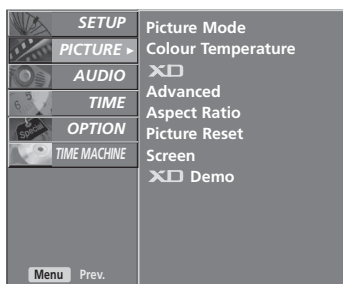 SETUP
PICTURE ►
AUDIO
TIME
OPTION
TIME MACHINE
Menu Prev.
Picture Mode
Colour Temperature
XD
Advanced
Aspect Ratio
Picture Reset
Screen
XD Demo
Special